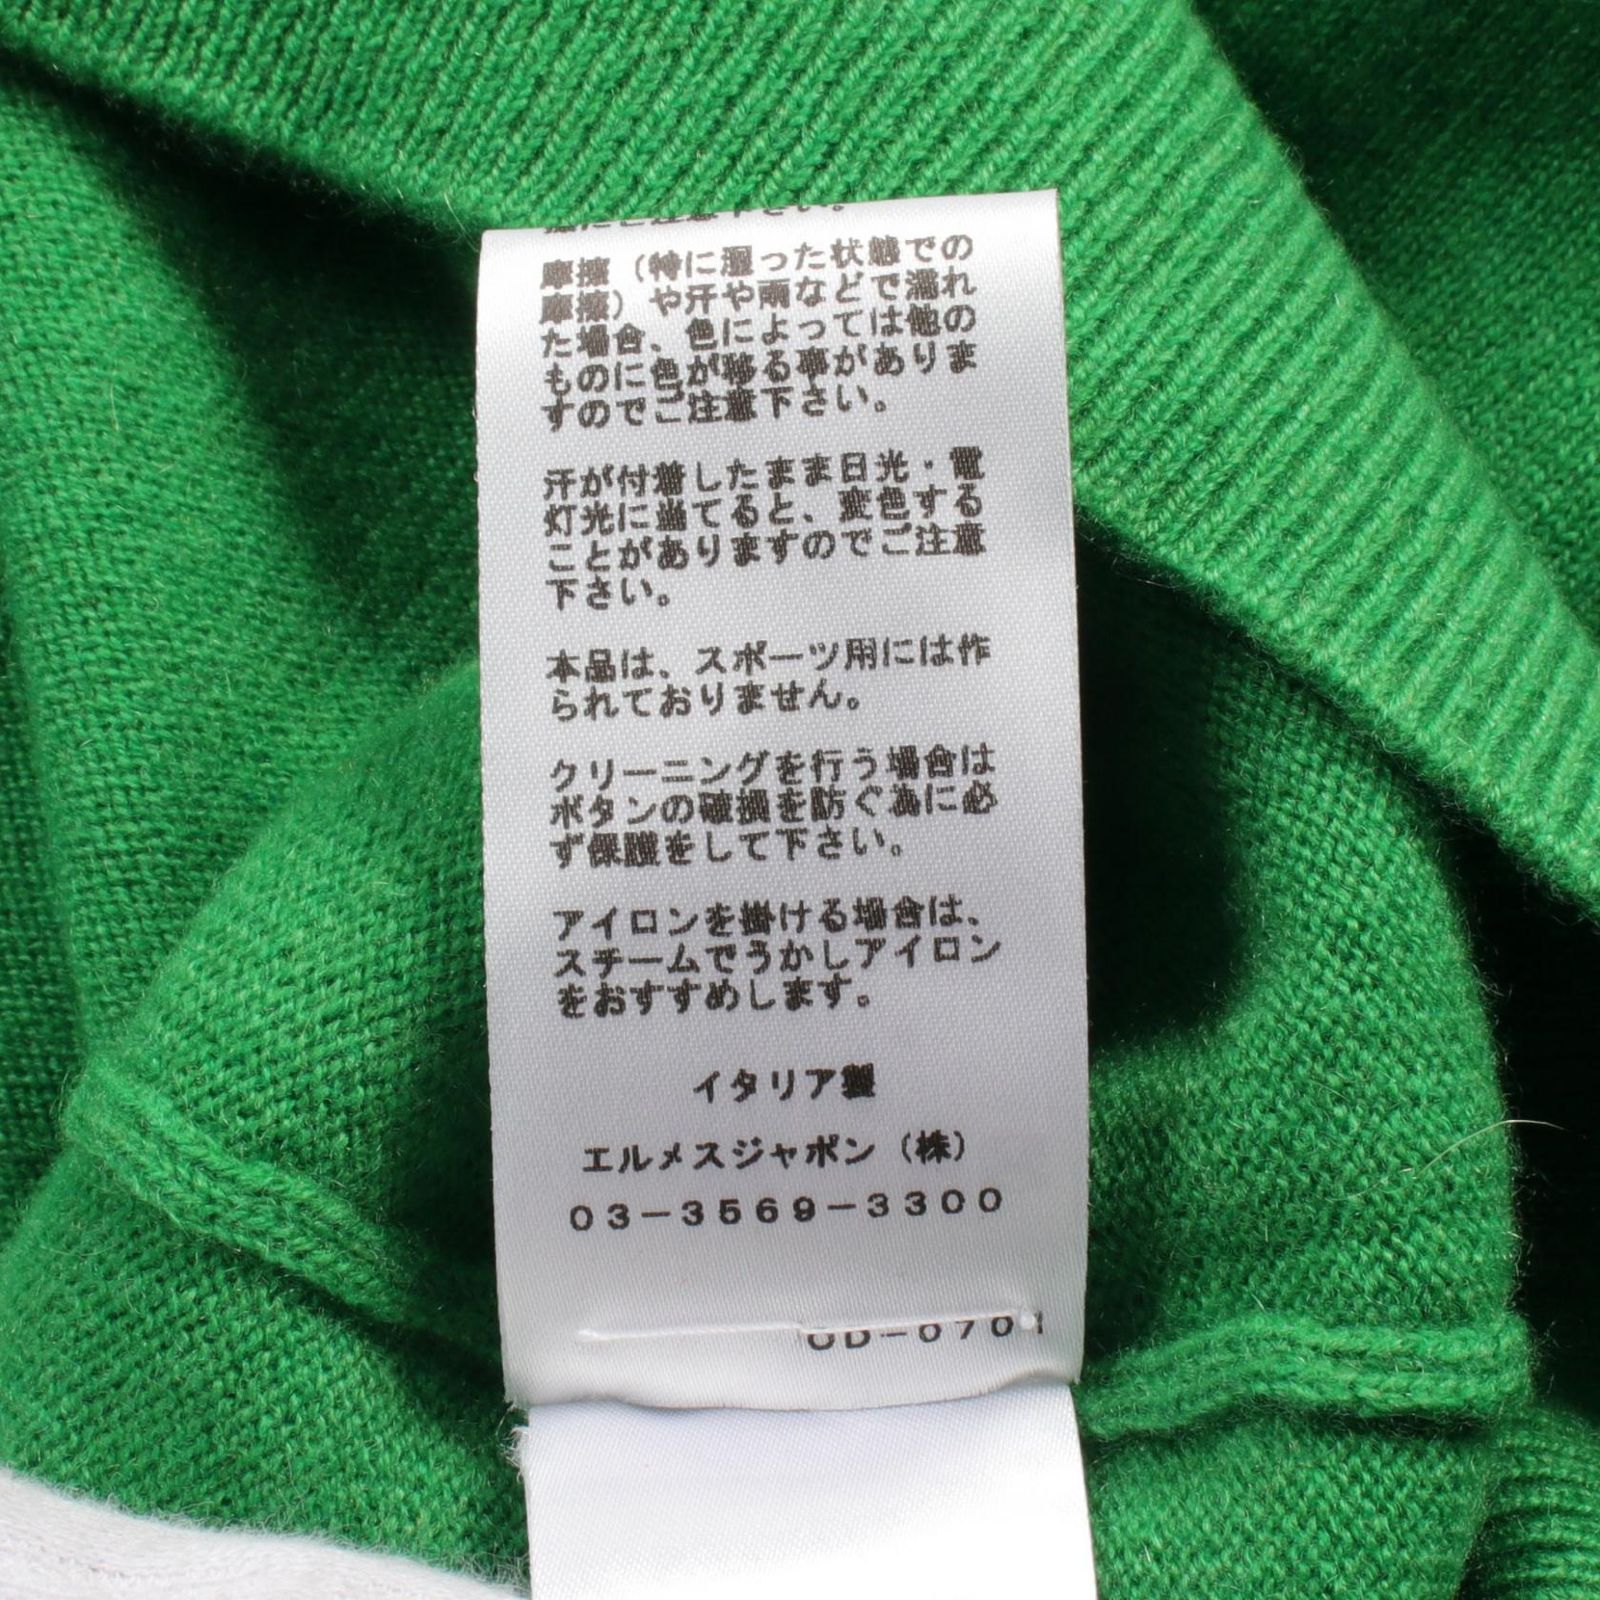 ご注意下さい。
摩擦（特に湿った状態での
摩擦）や汗や雨などで濡れ
た場合、色によっては他の
ものに色が移る事がありま
すのでご注意下さい。
汗が付着したまま日光・電
灯光に当てると、変色する
ことがありますのでご注意
下さい。
本品は、スポーツ用には作
られておりません。
クリーニングを行う場合は
ボタンの破損を防ぐ為に必
ず保護をして下さい。
アイロンを掛ける場合は、
スチームでうかしアイロン
をおすすめします。
イタリア製
エルメスジャポン（株）
03-3569-3300